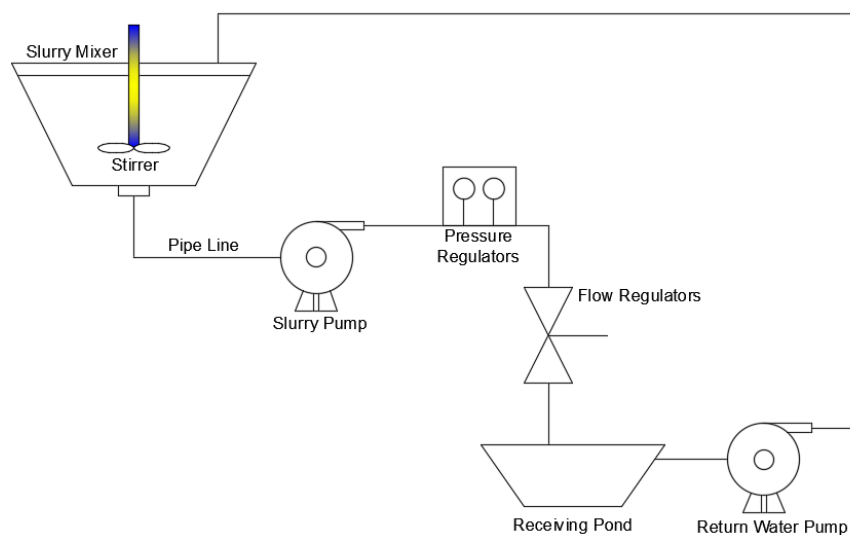 Slurry Mixer
Stirrer
Pipe Line
Slurry Pump
Pressure
Regulators
Flow Regulators
Receiving Pond
Return Water Pump